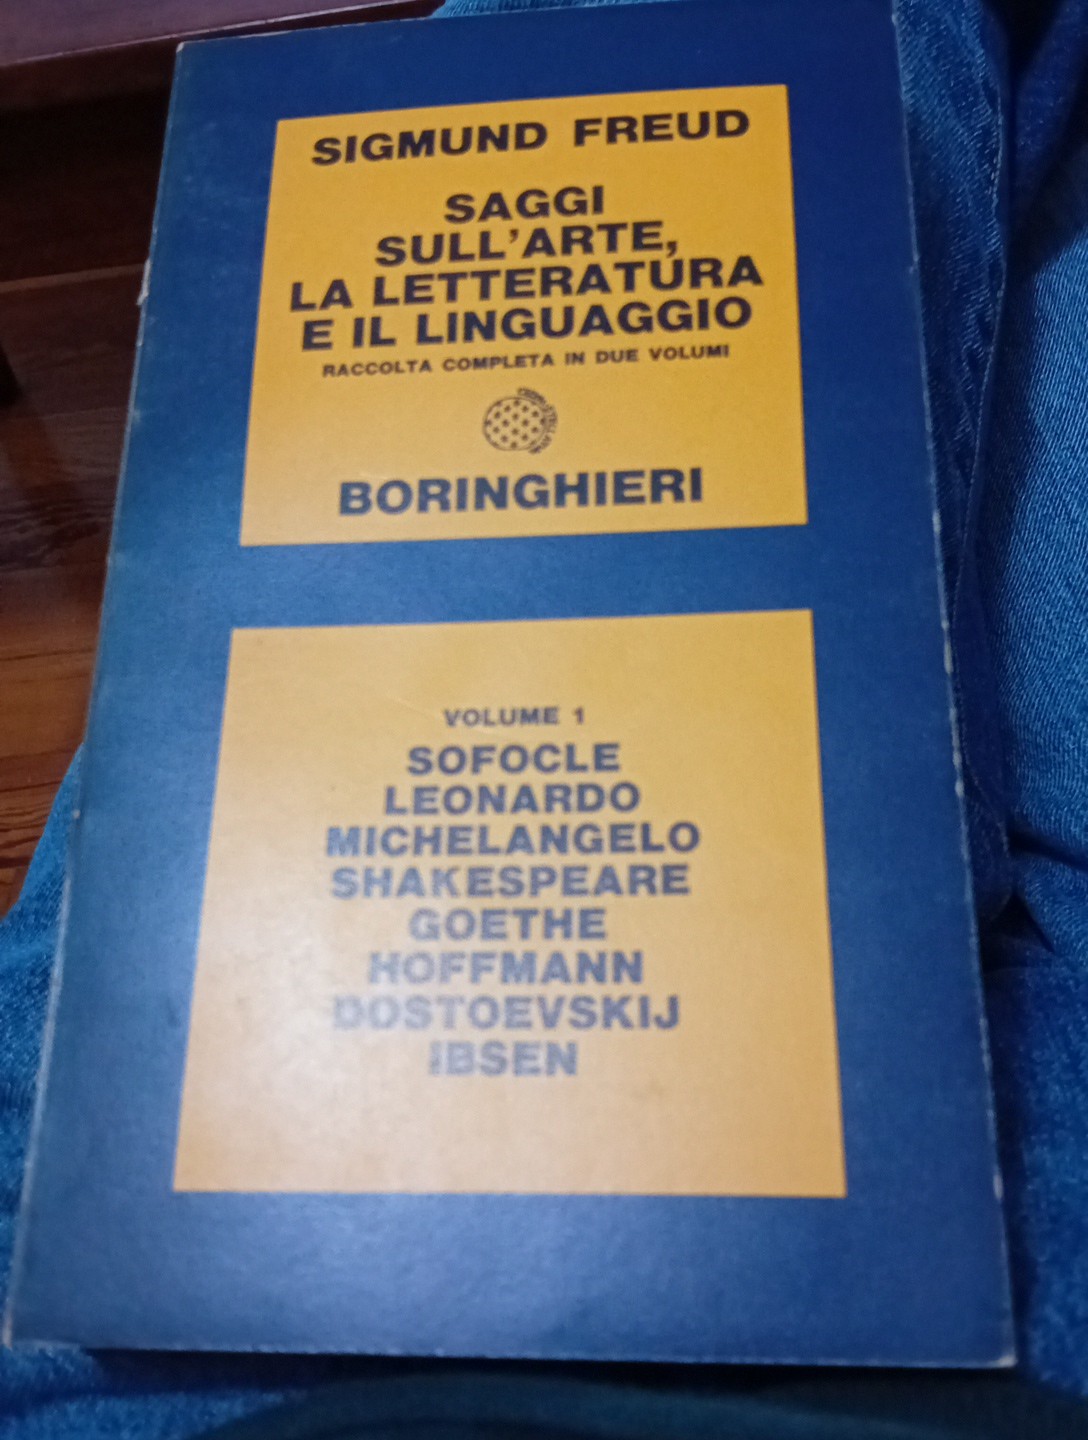 SIGMUND FREUD
SAGGI
SULL'ARTE,
LA LETTERATURA
E IL LINGUAGGIO
RACCOLTA COMPLETA IN DUE VOLUMI
BORINGHIERI
VOLUME 1
SOFOCLE
LEONARDO
MICHELANGELO
SHAKESPEARE
GOETHE
HOFFMANN
DOSTOEVSKIJ
IBSEN